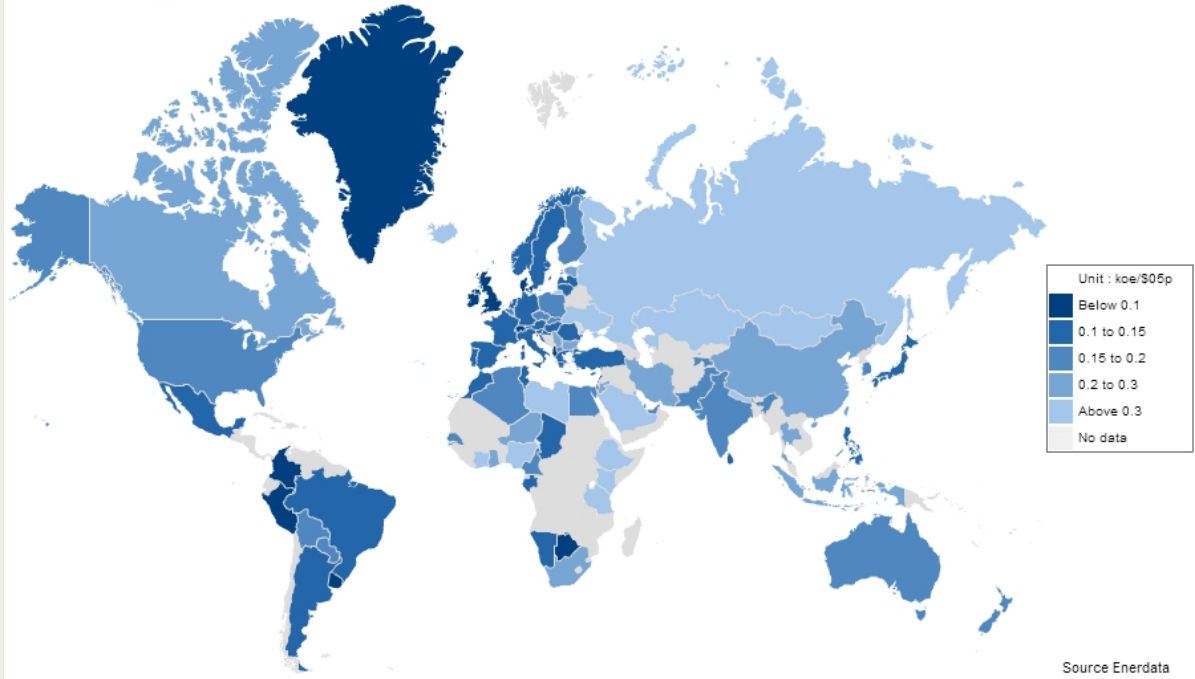 Unit : koe/$05p
Below 0.1
0.1 to 0.15
0.15 to 0.2
0.2 to 0.3
Above 0.3
No data
Source Enerdata